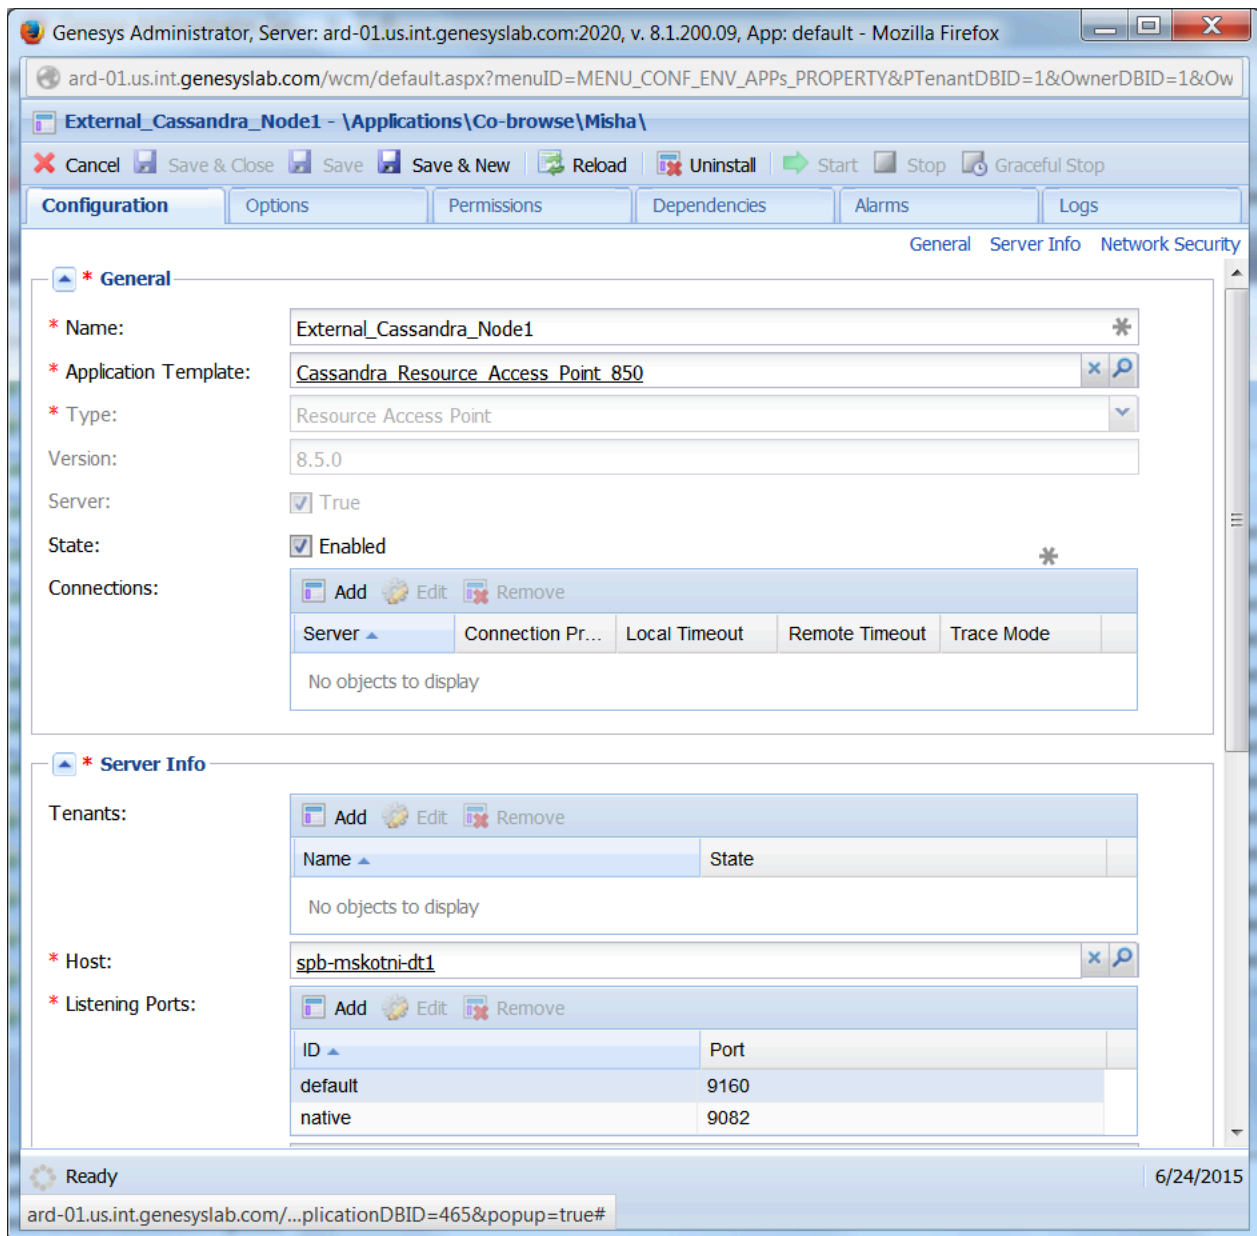 Genesys Administrator, Server: ard-01.us.int.genesyslab.com:2020, v. 8.1.200.09, App: default - Mozilla Firefox
ard-01.us.int.genesyslab.com/wcm/default.aspx?menuID=MENU_CONF_ENV_APPs_PROPERTY&PTenantDBID=1&OwnerDBID=1&Ow
External_Cassandra_Node1 - \Applications\Co-browse\Misha\
Cancel Save & Close Save Save & New Reload Uninstall Start Stop Graceful Stop
Configuration Options Permissions Dependencies Alarms Logs
General Server Info Network Security
* General
* Name: External_Cassandra_Node1
* Application Template: Cassandra_Resource_Access_Point_850
* Type: Resource Access Point
Version: 8.5.0
Server: True
State: Enabled
Connections: Add Edit Remove
Server Connection Pr... Local Timeout Remote Timeout Trace Mode
No objects to display
* Server Info
Tenants: Add Edit Remove
Name State
No objects to display
* Host: spb-mskotni-dt1
* Listening Ports: Add Edit Remove
ID Port
default 9160
native 9082
Ready 6/24/2015
ard-01.us.int.genesyslab.com/...plicationDBID=465&popup=true#